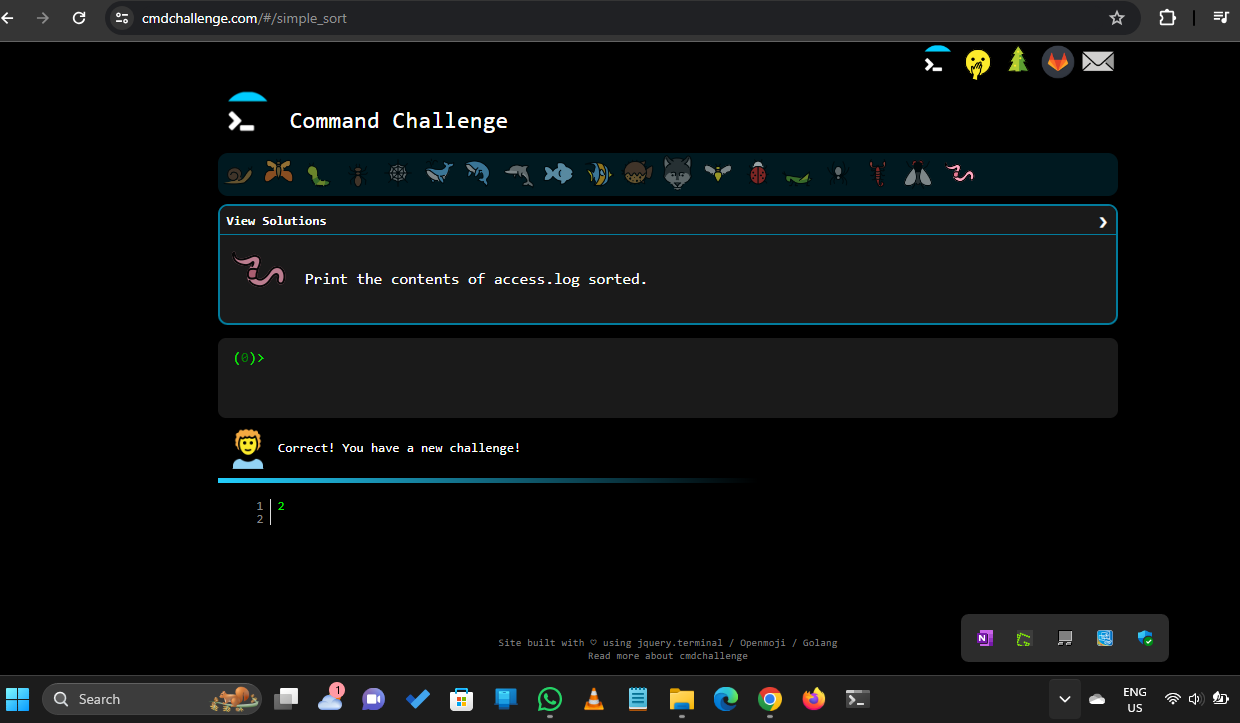 cmdchallenge.com/#/simple_sort
Command Challenge
View Solutions
Print the contents of access.log sorted.
(0)>
Correct! You have a new challenge!
1 2
2
Site built with ♡ using jquery.terminal / Openmoji / Golang
Read more about cmdchallenge
N
Search
1
ENG
US